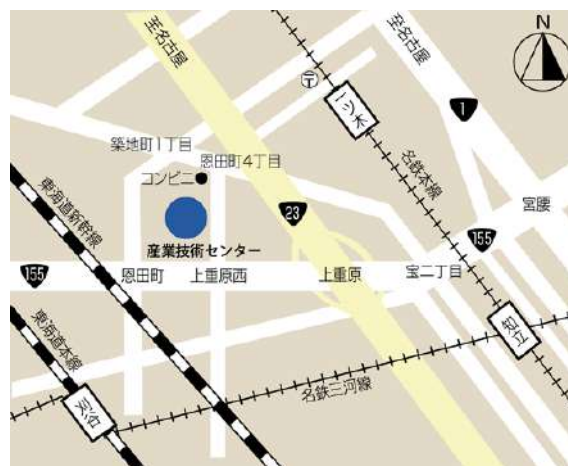 至名古屋
至名古屋
N
一ツ木
1
築地町1丁目
恩田町4丁目
コンビニ
名鉄本線
東海道新幹線
23
宮腰
155
産業技術センター
155
恩田町
上重原西
上重原
宝二丁目
知立
東海道本線
名鉄三河線
刈谷